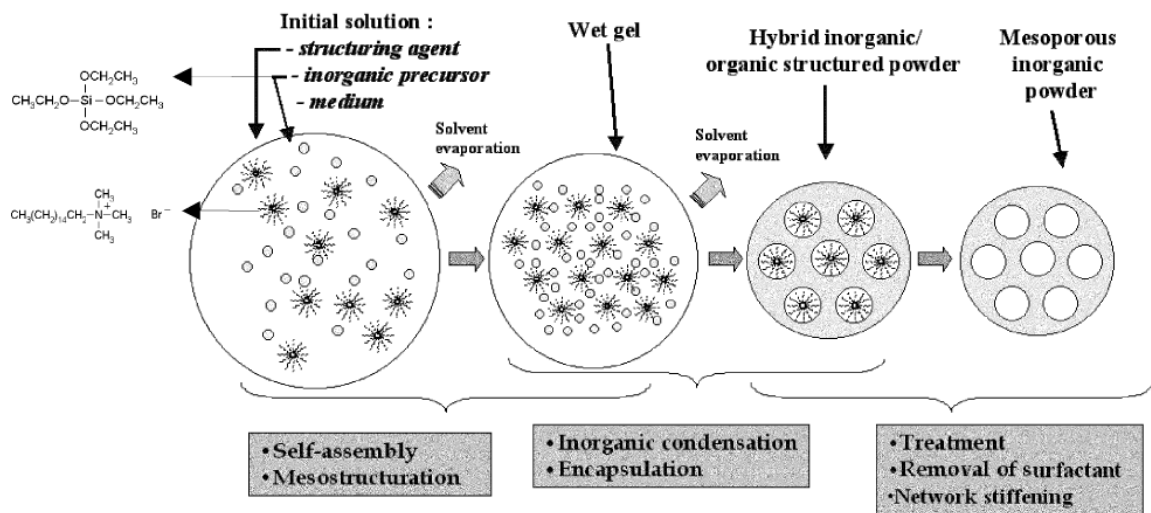 Initial solution :
- structuring agent
- inorganic precursor
- medium
Wet gel
Hybrid inorganic/
organic structured powder
Mesoporous
inorganic
powder
OCH₂CH₃
CH₃CH₂O–Si–OCH₂CH₃
OCH₂CH₃
CH₃
CH₃(CH₂)₁₄CH₂–N⁺–CH₃ Br⁻
CH₃
Solvent
evaporation
Solvent
evaporation
• Self-assembly
• Mesostructuration
• Inorganic condensation
• Encapsulation
• Treatment
• Removal of surfactant
• Network stiffening